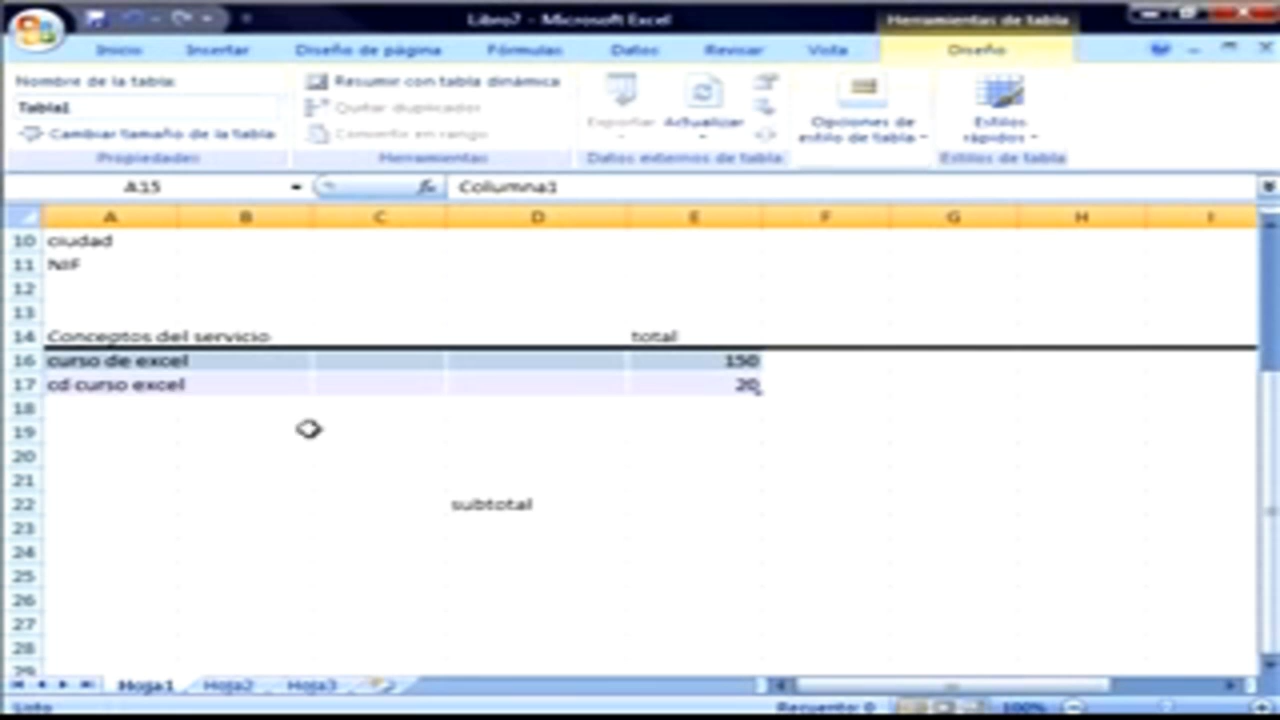 Libro7 - Microsoft Excel
Herramientas de tabla
Inicio Insertar Diseño de página Fórmulas Datos Revisar Vista Diseño
Nombre de la tabla:
Tabla1
Cambiar tamaño de la tabla
Propiedades
Resumir con tabla dinámica
Quitar duplicados
Convertir en rango
Herramientas
Exportar Actualizar
Datos externos de tabla
Opciones de
estilo de tabla
Estilos
rápidos
Estilos de tabla
A15 fx Columna1
A B C D E F G H I
10 ciudad
11 NIF
12
13
14 Conceptos del servicio total
16 curso de excel 150
17 cd curso excel 20
18
19
20
21
22 subtotal
23
24
25
26
27
28
29
Hoja1 Hoja2 Hoja3
Listo Recuento: 0 100%